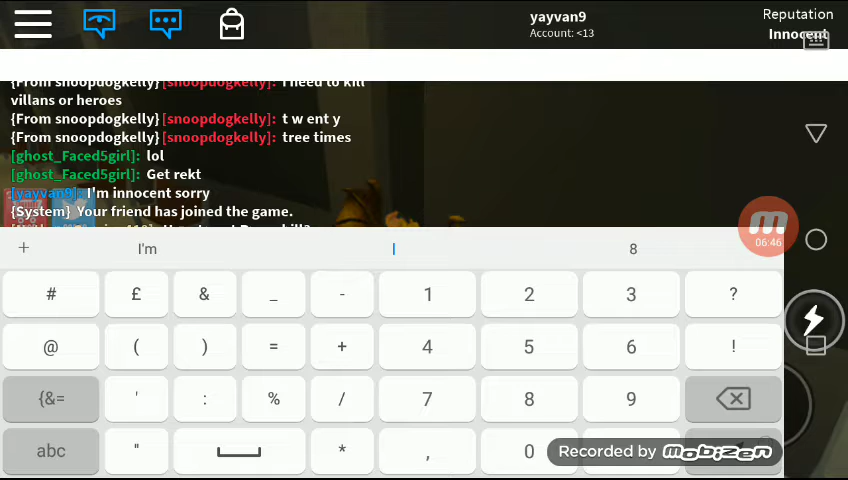 yayvan9
Account: <13
Reputation
Innocent
{From snoopdogkelly} [snoopdogkelly]: I need to kill
villans or heroes
{From snoopdogkelly} [snoopdogkelly]: t w ent y
{From snoopdogkelly} [snoopdogkelly]: tree times
[ghost_Faced5girl]: lol
[ghost_Faced5girl]: Get rekt
[yayvan9]: I'm innocent sorry
{System} Your friend has joined the game.
06:46
+ I'm I 8
# £ & _ - 1 2 3 ?
@ ( ) = + 4 5 6 !
{&= ' : % / 7 8 9
abc " * , 0
Recorded by mobizen